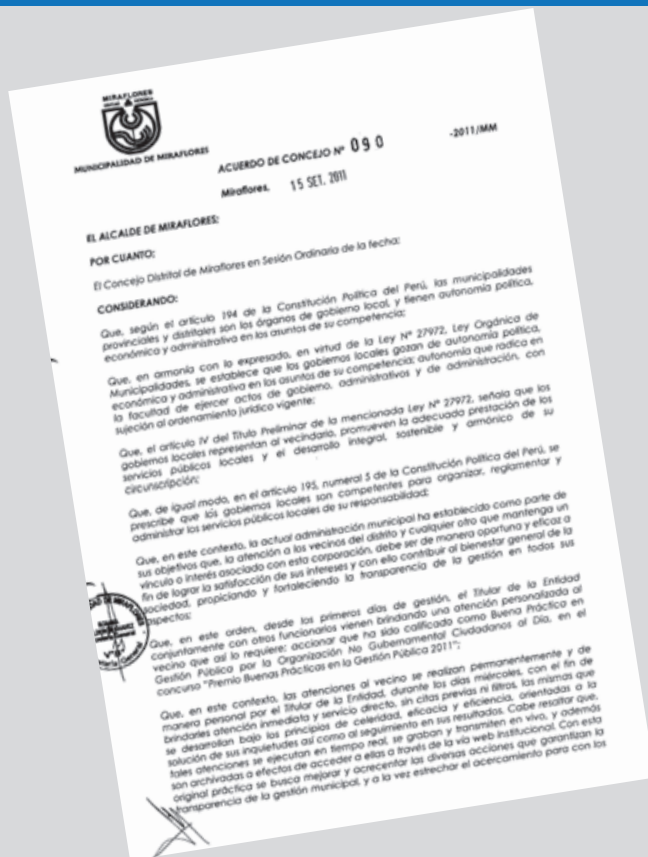 MIRAFLORES
MUNICIPALIDAD DE MIRAFLORES
ACUERDO DE CONCEJO Nº 090 -2011/MM
Miraflores, 15 SET. 2011
EL ALCALDE DE MIRAFLORES;
POR CUANTO;
El Concejo Distrital de Miraflores en Sesión Ordinaria de la fecha;
CONSIDERANDO:
Que, según el artículo 194 de la Constitución Política del Perú, las municipalidades
provinciales y distritales son los órganos de gobierno local, y tienen autonomía política,
económica y administrativa en los asuntos de su competencia;
Que, en armonía con lo expresado, en virtud de la Ley Nº 27972, Ley Orgánica de
Municipalidades, se establece que los gobiernos locales gozan de autonomía política,
económica y administrativa en los asuntos de su competencia; autonomía que radica en
la facultad de ejercer actos de gobierno, administrativos y de administración, con
sujeción al ordenamiento jurídico vigente;
Que, el artículo IV del Título Preliminar de la mencionada Ley Nº 27972, señala que los
gobiernos locales representan al vecindario, promueven la adecuada prestación de los
servicios públicos locales y el desarrollo integral, sostenible y armónico de su
circunscripción;
Que, de igual modo, en el artículo 195, numeral 5 de la Constitución Política del Perú, se
prescribe que los gobiernos locales son competentes para organizar, reglamentar y
administrar los servicios públicos locales de su responsabilidad;
Que, en este contexto, la actual administración municipal ha establecido como parte de
sus objetivos que, la atención a los vecinos del distrito y cualquier otro que mantenga un
vínculo o interés asociado con esta corporación, debe ser de manera oportuna y eficaz a
fin de lograr la satisfacción de sus intereses y con ello contribuir al bienestar general de la
sociedad, propiciando y fortaleciendo la transparencia de la gestión en todos sus
aspectos;
Que, en este orden, desde los primeros días de gestión, el Titular de la Entidad
conjuntamente con otros funcionarios vienen brindando una atención personalizada al
vecino que así lo requiere; accionar que ha sido calificado como Buena Práctica en
Gestión Pública por la Organización No Gubernamental Ciudadanos al Día, en el
concurso "Premio Buenas Prácticas en la Gestión Pública 2011";
Que, en este contexto, las atenciones al vecino se realizan permanentemente y de
manera personal por el Titular de la Entidad, durante los días miércoles, con el fin de
brindarles atención inmediata y servicio directo, sin citas previas ni filtros, las mismas que
se desarrollan bajo los principios de celeridad, eficacia y eficiencia, orientadas a la
solución de sus inquietudes así como al seguimiento en sus resultados. Cabe resaltar que,
tales atenciones se ejecutan en tiempo real, se graban y transmiten en vivo, y además
son archivadas a efectos de acceder a ellas a través de la vía web institucional. Con esta
original práctica se busca mejorar y acrecentar las diversas acciones que garantizan la
transparencia de la gestión municipal, y a la vez estrechar el acercamiento para con los